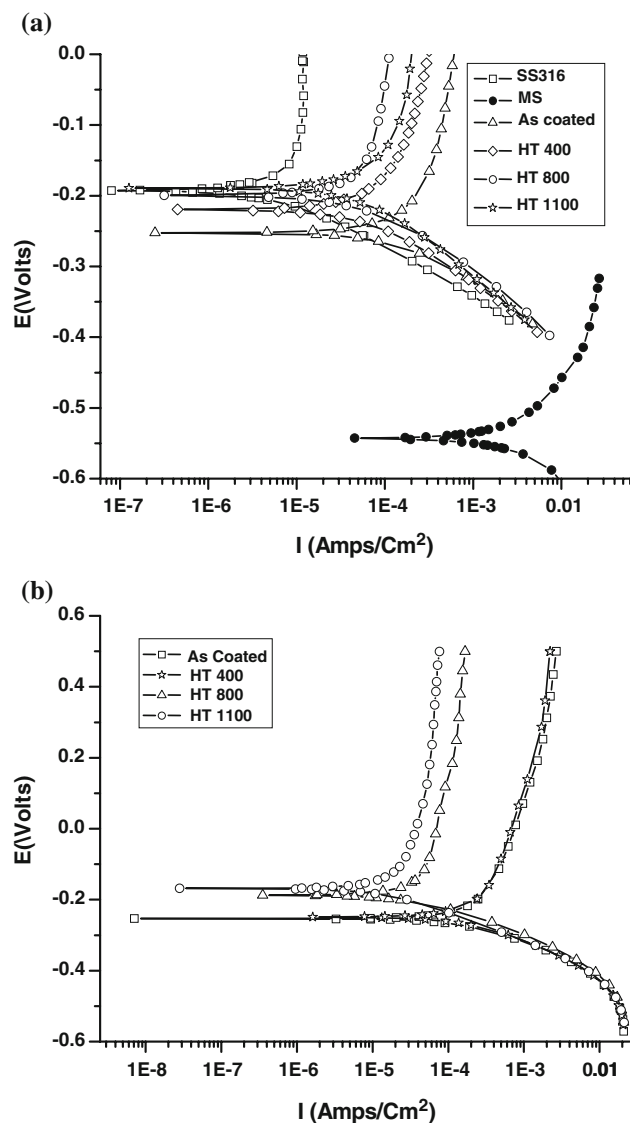 (a)
0.0
-0.1
-0.2
-0.3
-0.4
-0.5
-0.6
E(\Volts)
SS316
MS
As coated
HT 400
HT 800
HT 1100
1E-7
1E-6
1E-5
1E-4
1E-3
0.01
I (Amps/Cm²)
(b)
0.6
0.4
0.2
0.0
-0.2
-0.4
-0.6
E(\Volts)
As Coated
HT 400
HT 800
HT 1100
1E-8
1E-7
1E-6
1E-5
1E-4
1E-3
0.01
I (Amps/Cm²)